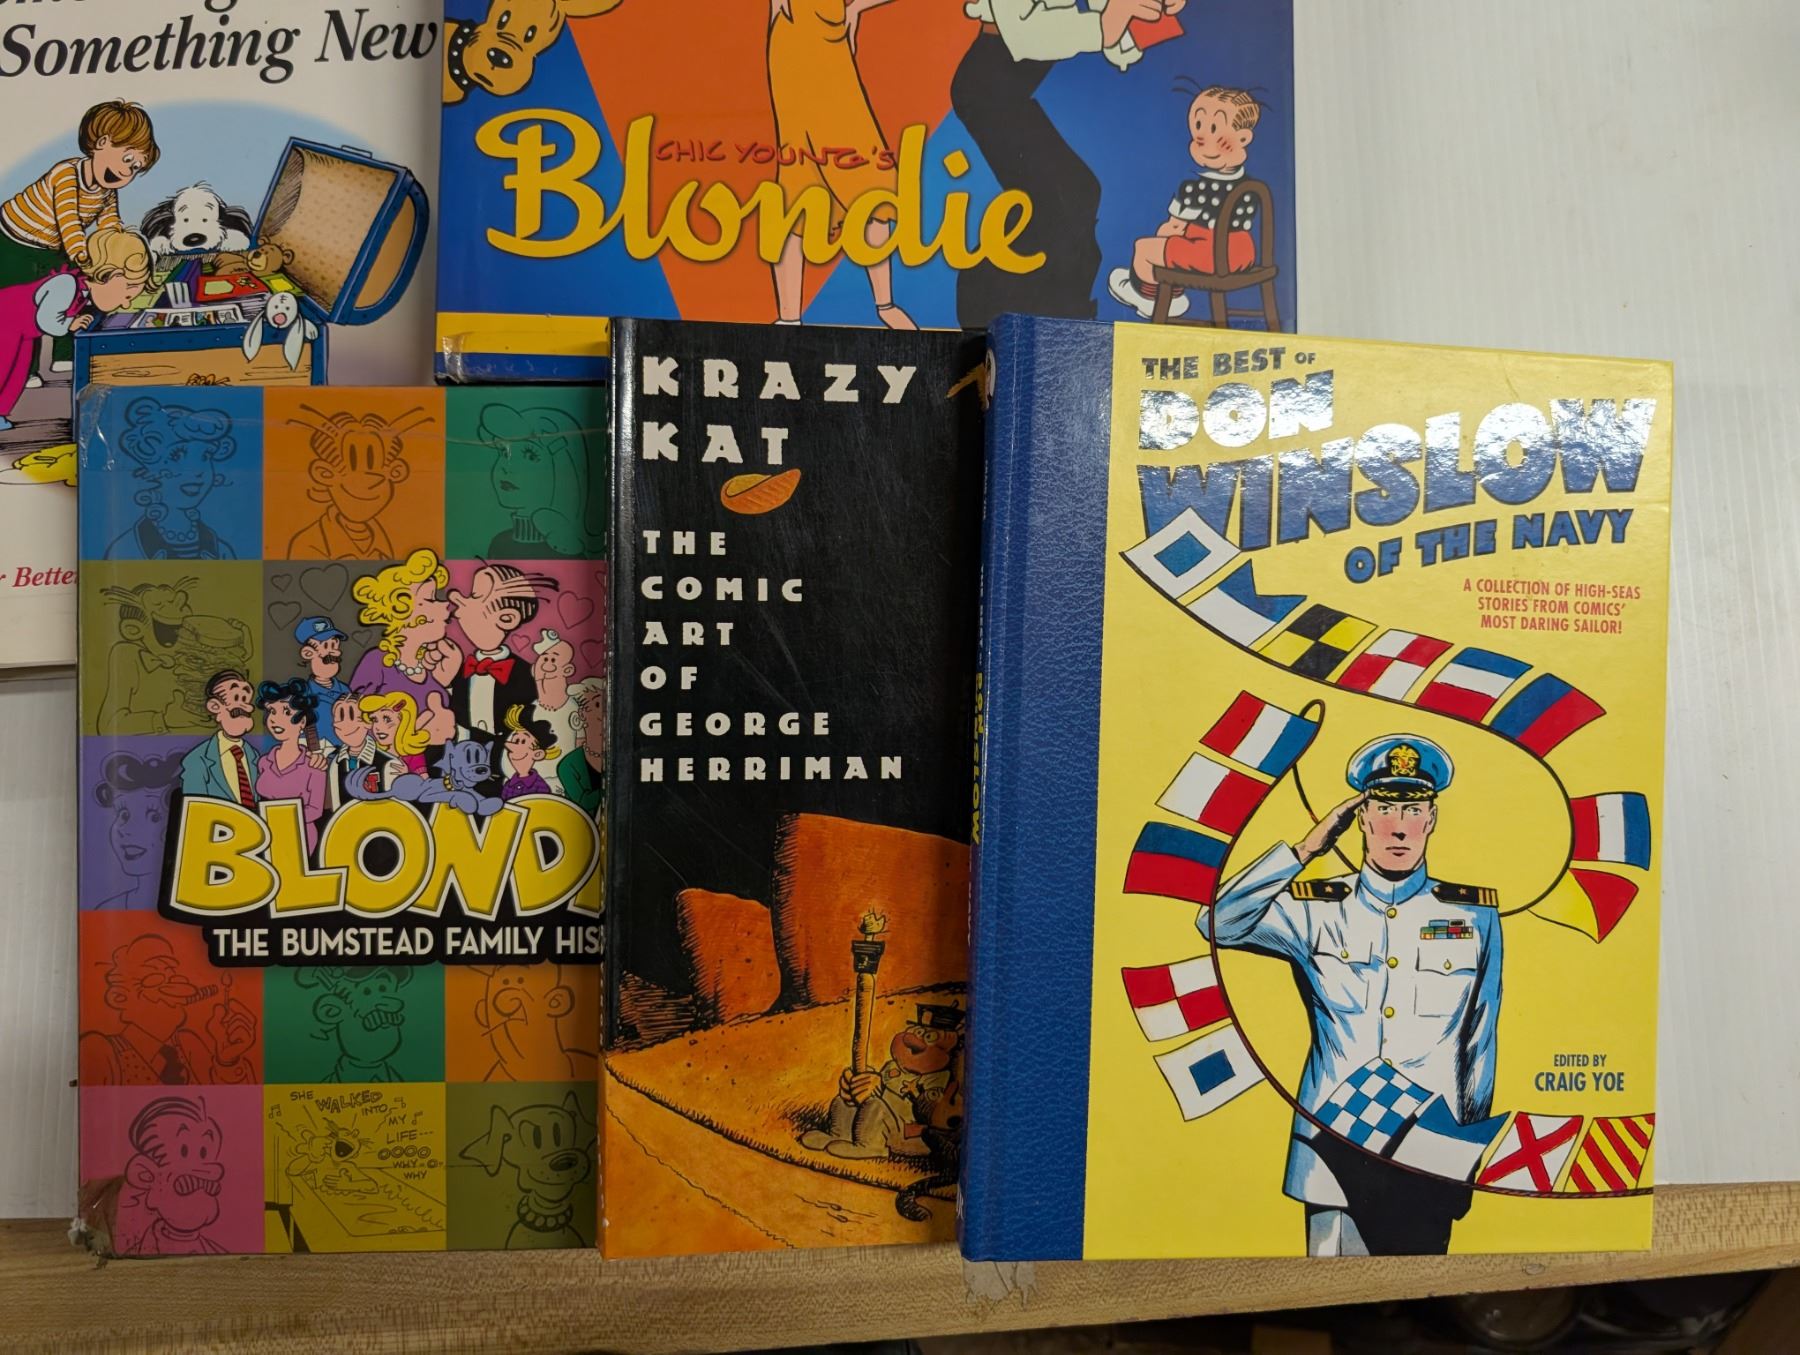 Something New
r Better
CHIC YOUNG'S
Blondie
BLOND
THE BUMSTEAD FAMILY HIS
SHE WALKED
INTO
MY
LIFE---
OOOO
WHY-O-
WHY
KRAZY
KAT
THE
COMIC
ART
OF
GEORGE
HERRIMAN
THE BEST OF
DON
WINSLOW
OF THE NAVY
A COLLECTION OF HIGH-SEAS
STORIES FROM COMICS'
MOST DARING SAILOR!
EDITED BY
CRAIG YOE